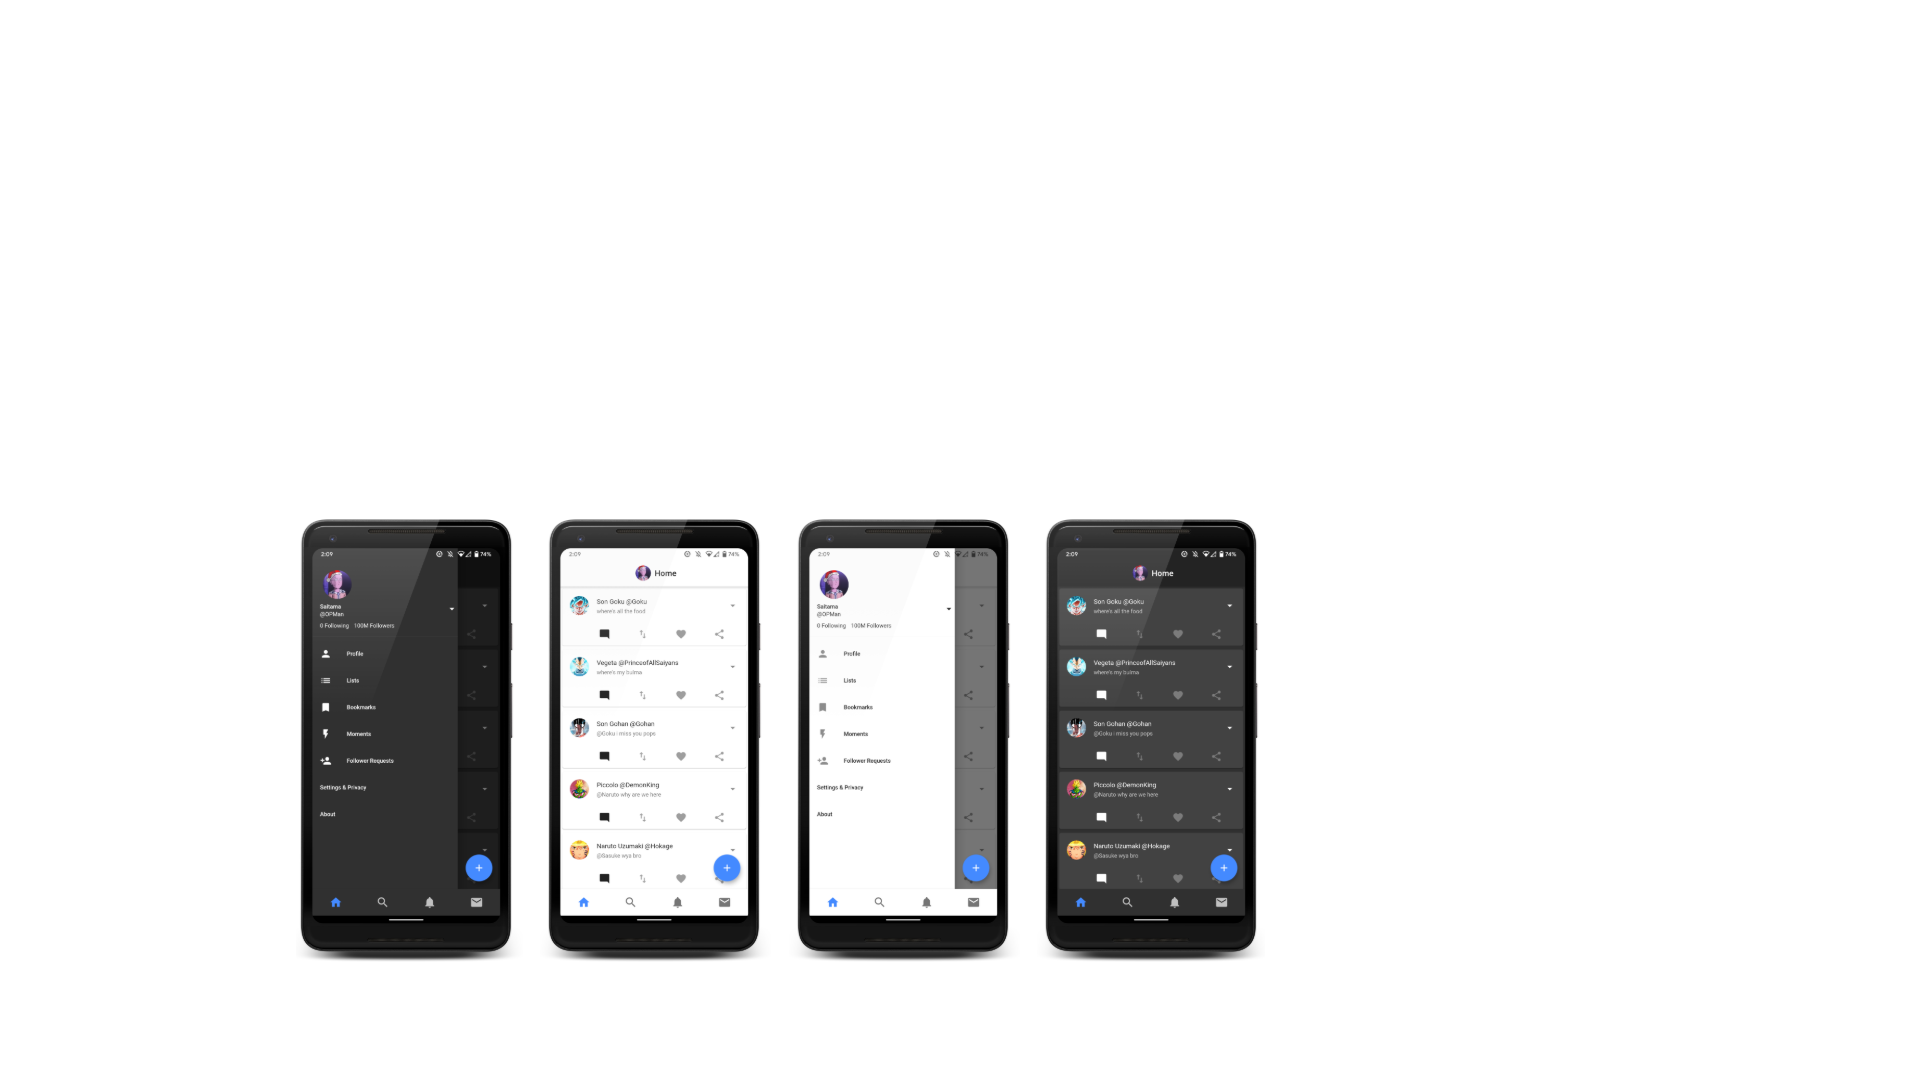 2:09
74%
Saitama
@OPMan
0 Following 100M Followers
Profile
Lists
Bookmarks
Moments
Follower Requests
Settings & Privacy
About
2:09
74%
Home
Son Goku @Goku
where's all the food
Vegeta @PrinceofAllSaiyans
where's my bulma
Son Gohan @Gohan
@Goku i miss you pops
Piccolo @DemonKing
@Naruto why are we here
Naruto Uzumaki @Hokage
@Sasuke wya bro
2:09
74%
Saitama
@OPMan
0 Following 100M Followers
Profile
Lists
Bookmarks
Moments
Follower Requests
Settings & Privacy
About
2:09
74%
Home
Son Goku @Goku
where's all the food
Vegeta @PrinceofAllSaiyans
where's my bulma
Son Gohan @Gohan
@Goku i miss you pops
Piccolo @DemonKing
@Naruto why are we here
Naruto Uzumaki @Hokage
@Sasuke wya bro